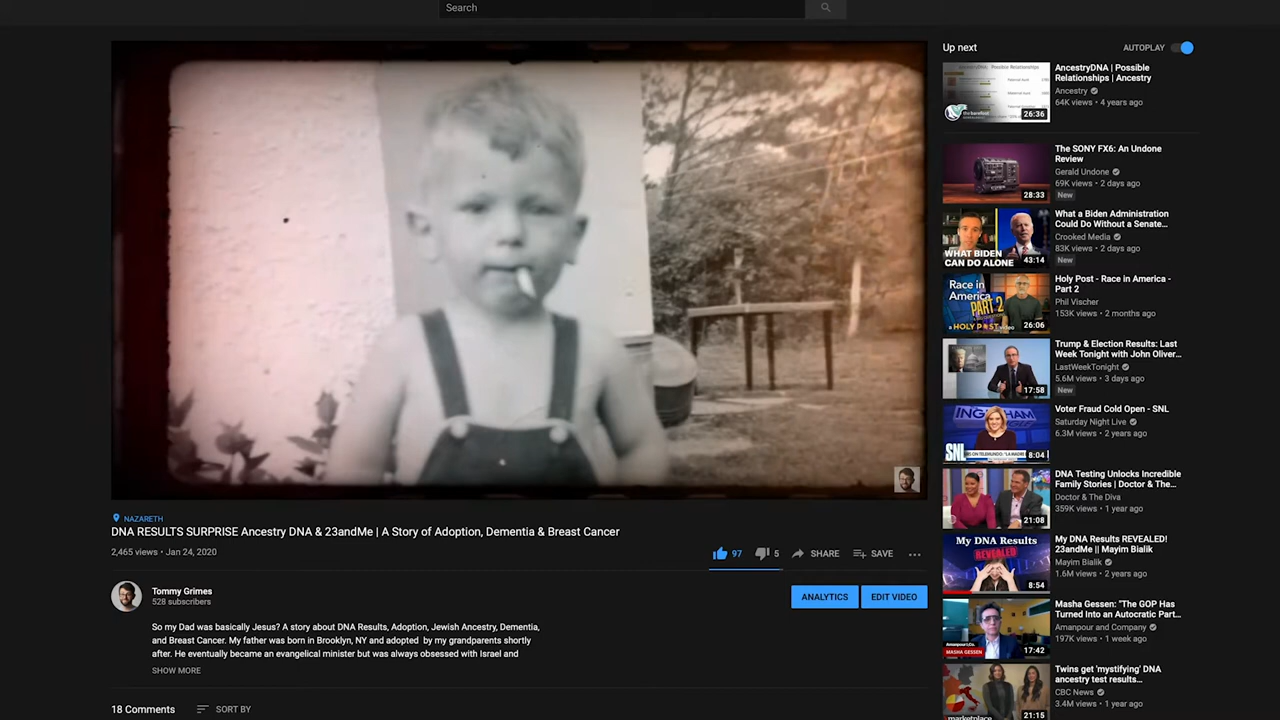 Search
NAZARETH
DNA RESULTS SURPRISE Ancestry DNA & 23andMe | A Story of Adoption, Dementia & Breast Cancer
2,465 views • Jan 24, 2020
97
5
SHARE
SAVE
Tommy Grimes
528 subscribers
ANALYTICS
EDIT VIDEO
So my Dad was basically Jesus? A story about DNA Results, Adoption, Jewish Ancestry, Dementia,
and Breast Cancer. My father was born in Brooklyn, NY and adopted by my grandparents shortly
after. He eventually became an evangelical minister but was always obsessed with Israel and
SHOW MORE
18 Comments
SORT BY
Up next
AUTOPLAY
26:36
AncestryDNA | Possible
Relationships | Ancestry
Ancestry
64K views • 4 years ago
28:33
The SONY FX6: An Undone
Review
Gerald Undone
69K views • 2 days ago
New
WHAT BIDEN
CAN DO ALONE
43:14
What a Biden Administration
Could Do Without a Senate...
Crooked Media
83K views • 2 days ago
New
Race in
America
PART 2
a HOLY POST video
26:06
Holy Post - Race in America -
Part 2
Phil Vischer
153K views • 2 months ago
17:58
Trump & Election Results: Last
Week Tonight with John Oliver...
LastWeekTonight
5.6M views • 3 days ago
New
SNL
8:04
Voter Fraud Cold Open - SNL
Saturday Night Live
6.3M views • 2 years ago
21:08
DNA Testing Unlocks Incredible
Family Stories | Doctor & The...
Doctor & The Diva
359K views • 1 year ago
My DNA Results
REVEALED
8:54
My DNA Results REVEALED!
23andMe || Mayim Bialik
Mayim Bialik
1.6M views • 2 years ago
MASHA GESSEN
17:42
Masha Gessen: "The GOP Has
Turned Into an Autocratic Part...
Amanpour and Company
197K views • 1 week ago
marketplace
21:15
Twins get 'mystifying' DNA
ancestry test results...
CBC News
3.4M views • 1 year ago